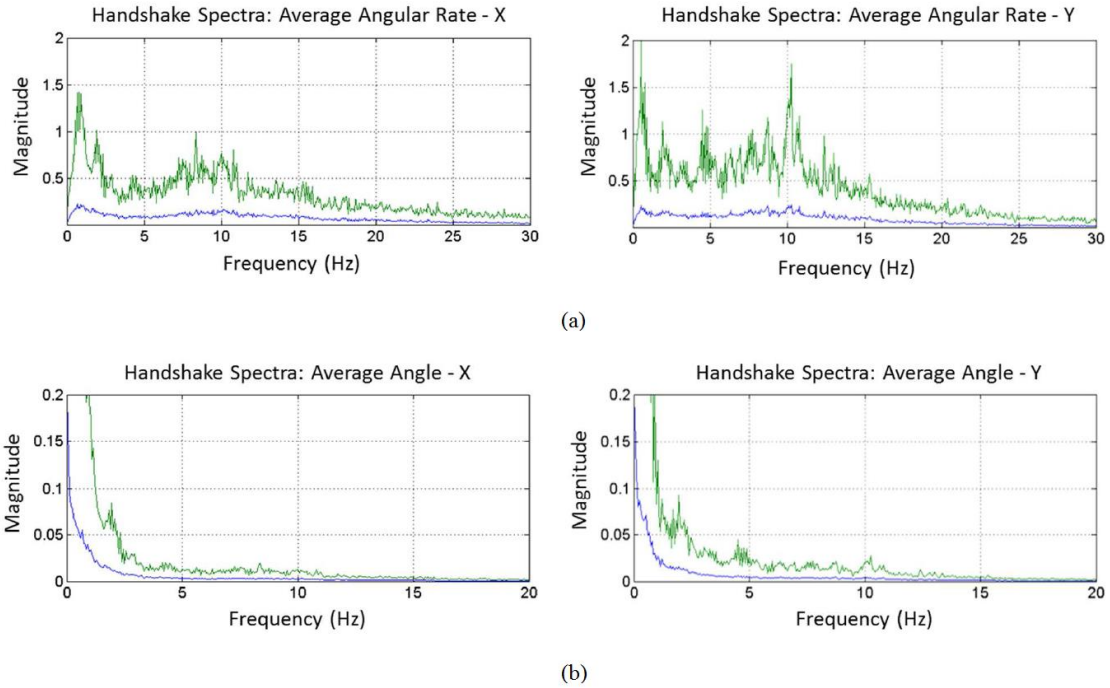 Handshake Spectra: Average Angular Rate - X
2
1.5
1
0.5
Magnitude
0 5 10 15 20 25 30
Frequency (Hz)
Handshake Spectra: Average Angular Rate - Y
2
1.5
1
0.5
Magnitude
0 5 10 15 20 25 30
Frequency (Hz)
(a)
Handshake Spectra: Average Angle - X
0.2
0.15
0.1
0.05
0
Magnitude
0 5 10 15 20
Frequency (Hz)
Handshake Spectra: Average Angle - Y
0.2
0.15
0.1
0.05
0
Magnitude
0 5 10 15 20
Frequency (Hz)
(b)